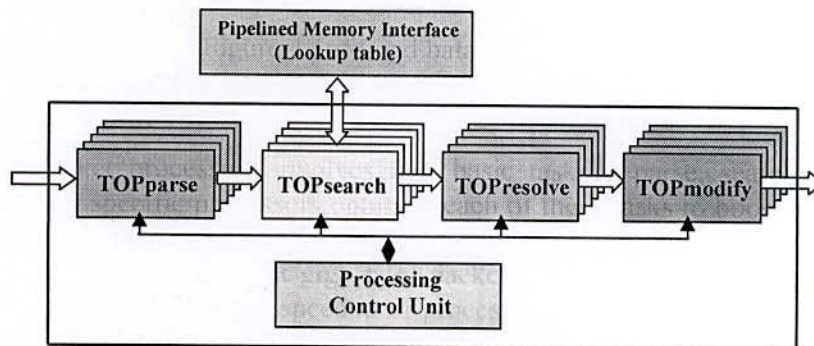 Pipelined Memory Interface
(Lookup table)
TOPparse
TOPsearch
TOPresolve
TOPmodify
Processing
Control Unit